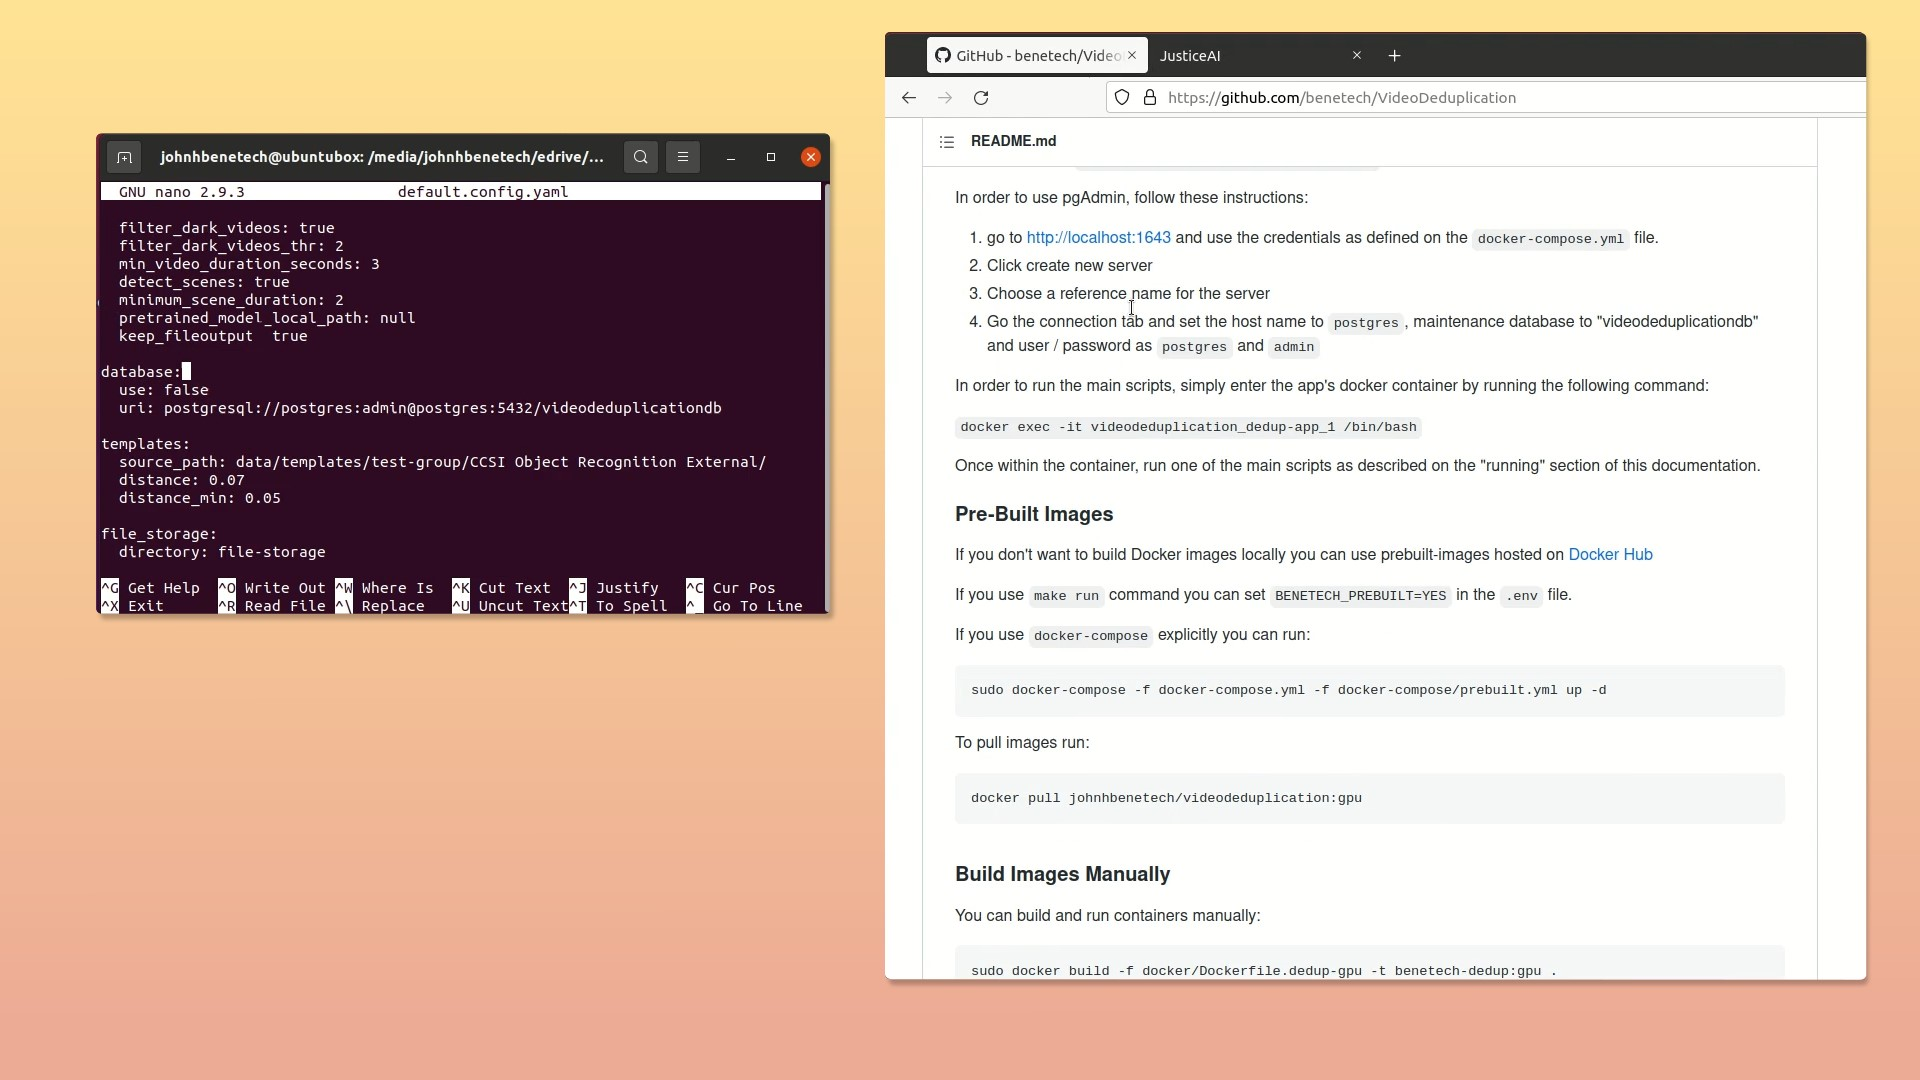 johnhbenetech@ubuntubox: /media/johnhbenetech/edrive/...
GNU nano 2.9.3 default.config.yaml
filter_dark_videos: true
filter_dark_videos_thr: 2
min_video_duration_seconds: 3
detect_scenes: true
minimum_scene_duration: 2
pretrained_model_local_path: null
keep_fileoutput  true
database:
use: false
uri: postgresql://postgres:admin@postgres:5432/videodeduplicationdb
templates:
source_path: data/templates/test-group/CCSI Object Recognition External/
distance: 0.07
distance_min: 0.05
file_storage:
directory: file-storage
^G Get Help ^O Write Out ^W Where Is ^K Cut Text ^J Justify ^C Cur Pos
^X Exit ^R Read File ^\ Replace ^U Uncut Text ^T To Spell ^_ Go To Line
GitHub - benetech/Video JusticeAI
https://github.com/benetech/VideoDeduplication
README.md
In order to use pgAdmin, follow these instructions:
1. go to http://localhost:1643 and use the credentials as defined on the docker-compose.yml file.
2. Click create new server
3. Choose a reference name for the server
4. Go the connection tab and set the host name to postgres , maintenance database to "videodeduplicationdb"
and user / password as postgres and admin
In order to run the main scripts, simply enter the app's docker container by running the following command:
docker exec -it videodeduplication_dedup-app_1 /bin/bash
Once within the container, run one of the main scripts as described on the "running" section of this documentation.
Pre-Built Images
If you don't want to build Docker images locally you can use prebuilt-images hosted on Docker Hub
If you use make run command you can set BENETECH_PREBUILT=YES in the .env file.
If you use docker-compose explicitly you can run:
sudo docker-compose -f docker-compose.yml -f docker-compose/prebuilt.yml up -d
To pull images run:
docker pull johnhbenetech/videodeduplication:gpu
Build Images Manually
You can build and run containers manually:
sudo docker build -f docker/Dockerfile.dedup-gpu -t benetech-dedup:gpu .